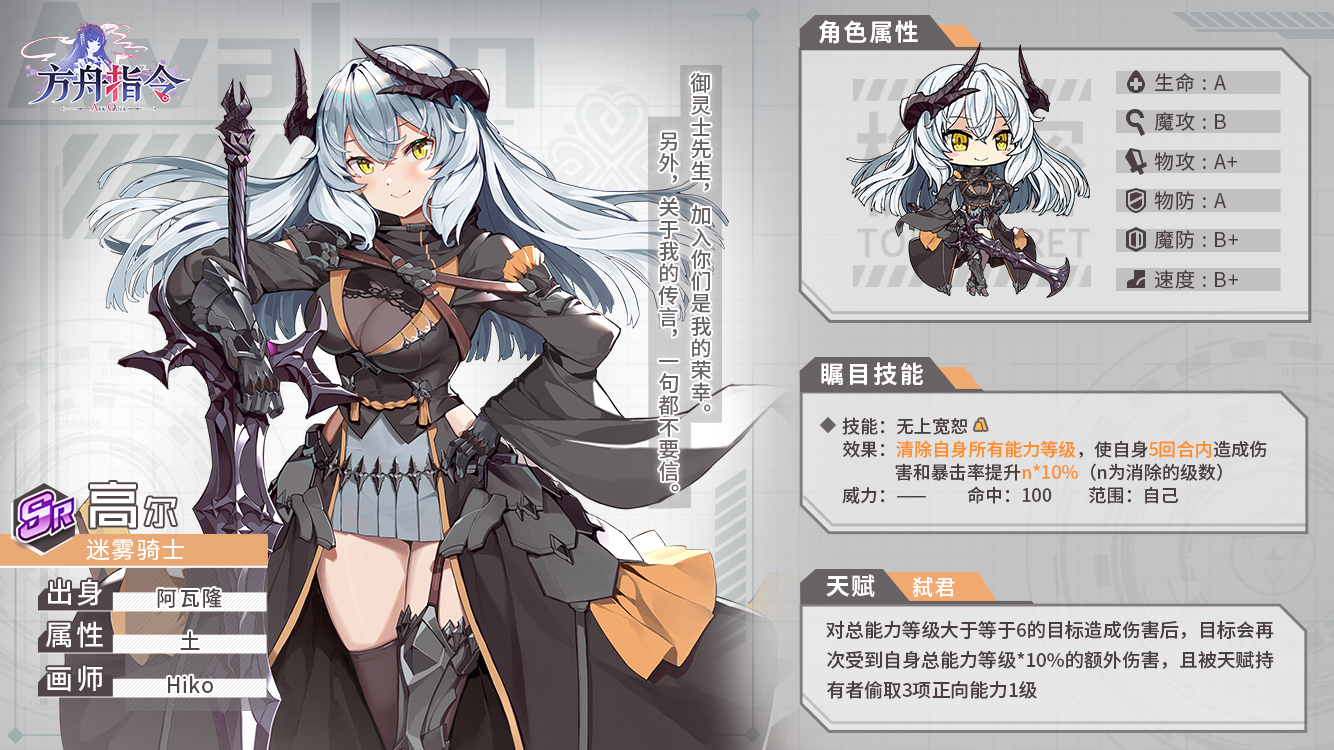 方舟指令
ARK ORDER
御灵士先生，加入你们是我的荣幸。
另外，关于我的传言，一句都不要信。
SR
高尔
迷雾骑士
出身 阿瓦隆
属性 土
画师 Hiko
角色属性
生命：A
魔攻：B
物攻：A+
物防：A
魔防：B+
速度：B+
瞩目技能
◆ 技能：无上宽恕
效果：清除自身所有能力等级，使自身5回合内造成伤
害和暴击率提升n*10%（n为消除的级数）
威力：—— 命中：100 范围：自己
天赋 弑君
对总能力等级大于等于6的目标造成伤害后，目标会再
次受到自身总能力等级*10%的额外伤害，且被天赋持
有者偷取3项正向能力1级